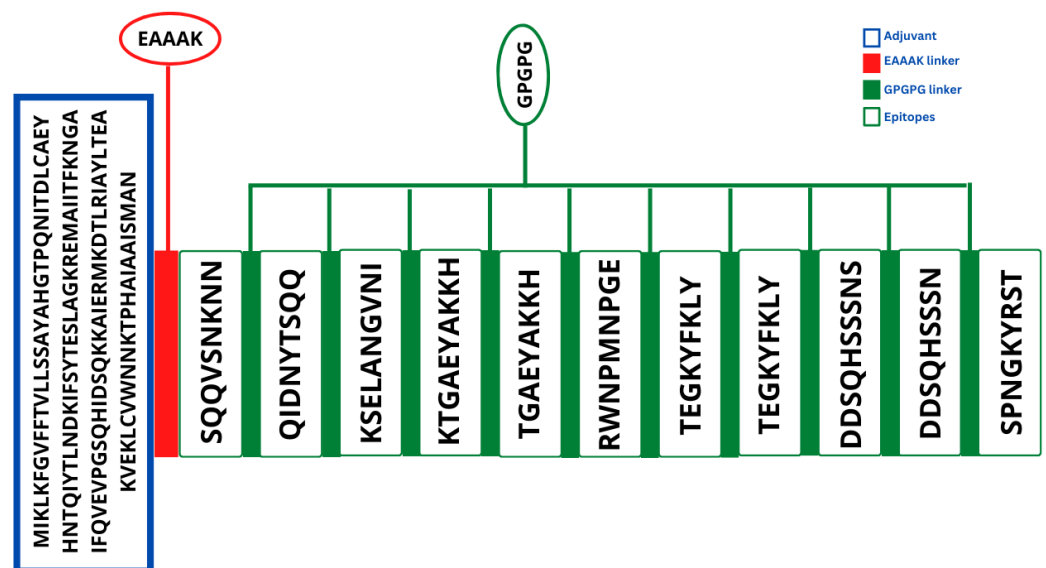 EAAAK
GPGPG
Adjuvant
EAAAK linker
GPGPG linker
Epitopes
MIKLKFGVFFTVLLSSAYAHGTPQNITDLCAEY
HNTQIYTLNDKIFSYTESLAGKREMAIITFKNGA
IFQVEVPGSQHIDSQKKAIERMKDTLRIAYLTEA
KVEKLCVWNNKTPHAIAAISMAN
SQQVSNKNN
QIDNYTSQQ
KSELANGVNI
KTGAEYAKKH
TGAEYAKKH
RWNPMNPGE
TEGKYFKLY
TEGKYFKLY
DDSQHSSSNS
DDSQHSSSN
SPNGKYRST